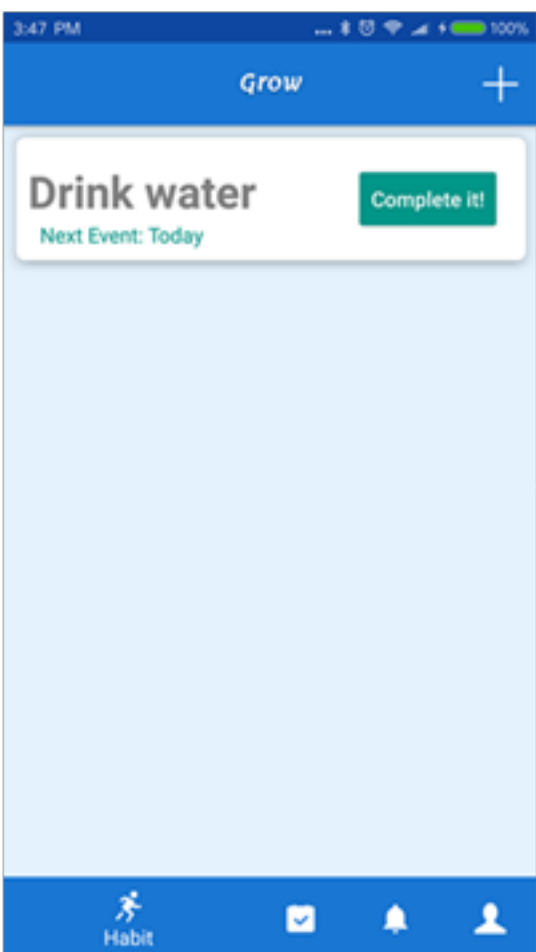 3:47 PM ... 100%
Grow
Drink water
Complete it!
Next Event: Today
Habit